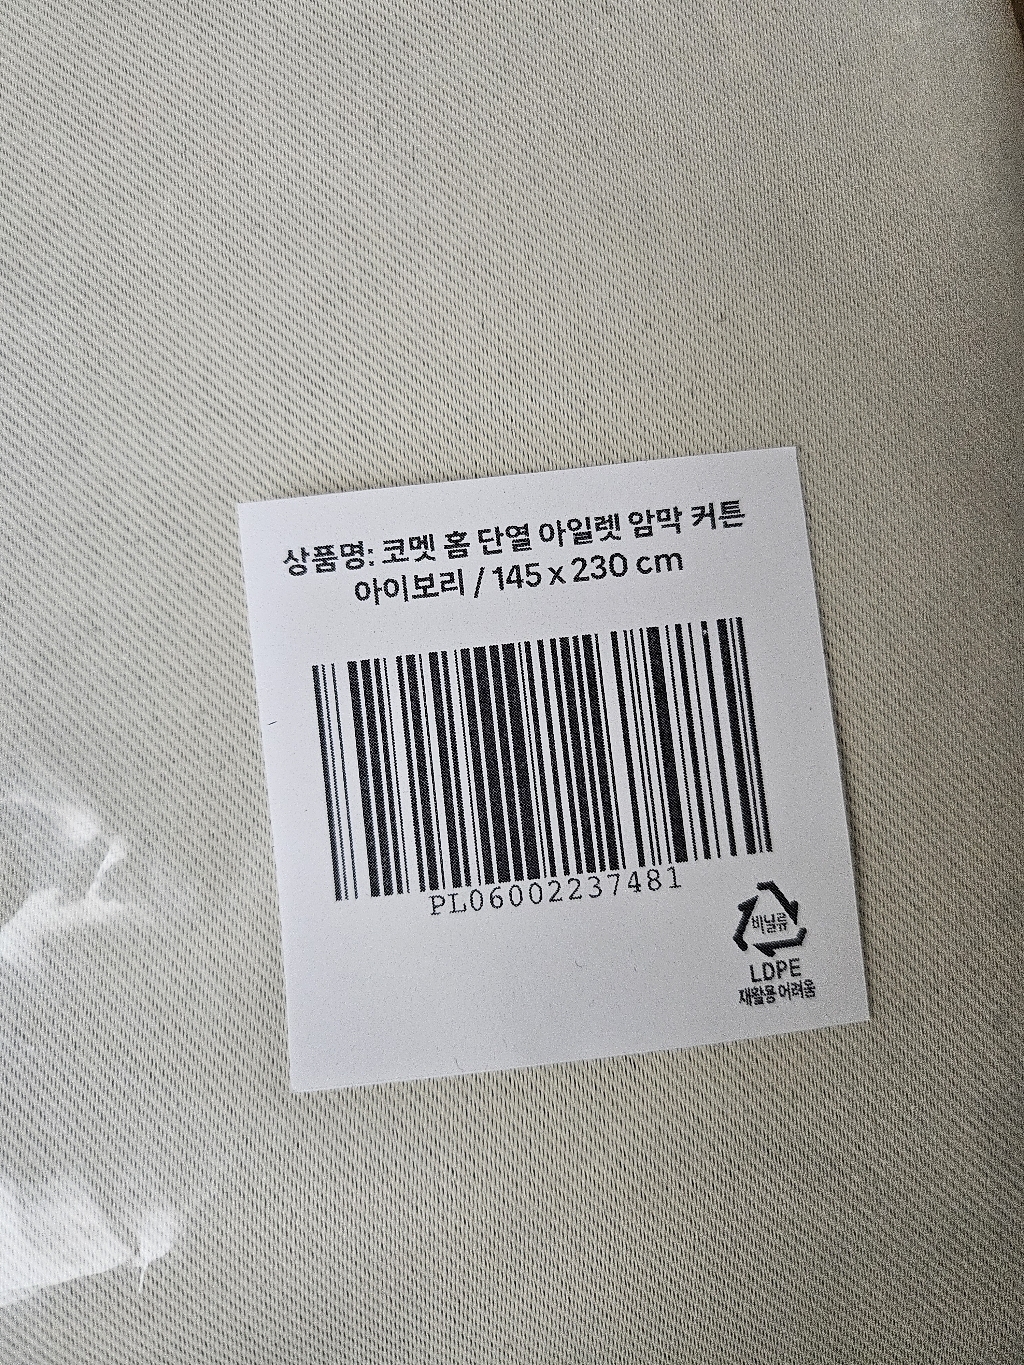 상품명: 코멧 홈 단열 아일렛 암막 커튼
아이보리 / 145 x 230 cm
PL06002237481
비닐류
LDPE
재활용 어려움